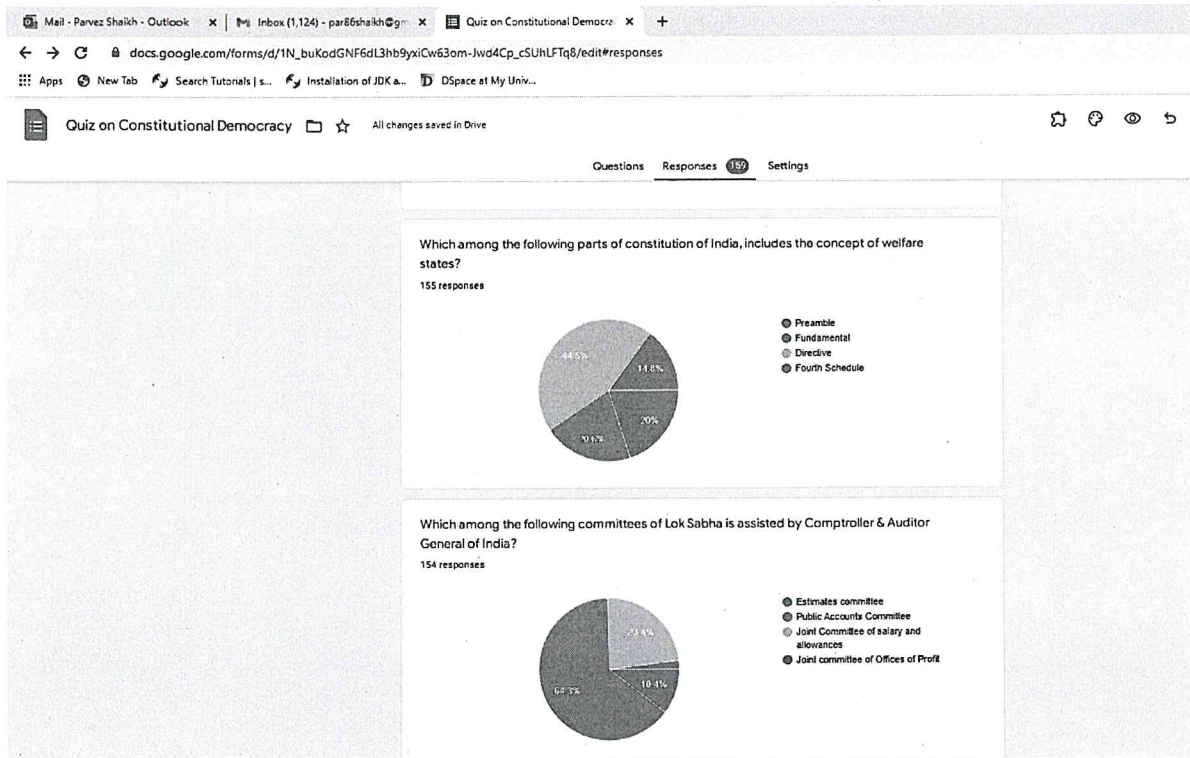 Mail - Parvez Shaikh - Outlook
Inbox (1,124) - par86shaikh@gm
Quiz on Constitutional Democra
docs.google.com/forms/d/1N_buKodGNF6dL3hb9yxiCw63om-Jwd4Cp_cSUhLFTq8/edit#responses
Apps New Tab Search Tutorials | s... Installation of JDK a... DSpace at My Univ...
Quiz on Constitutional Democracy All changes saved in Drive
Questions Responses 159 Settings
Which among the following parts of constitution of India, includes the concept of welfare
states?
155 responses
Preamble
Fundamental
Directive
Fourth Schedule
44.5%
14.8%
20%
20.6%
Which among the following committees of Lok Sabha is assisted by Comptroller & Auditor
General of India?
154 responses
Estimates committee
Public Accounts Committee
Joint Committee of salary and
allowances
Joint committee of Offices of Profit
23.4%
10.4%
64.3%